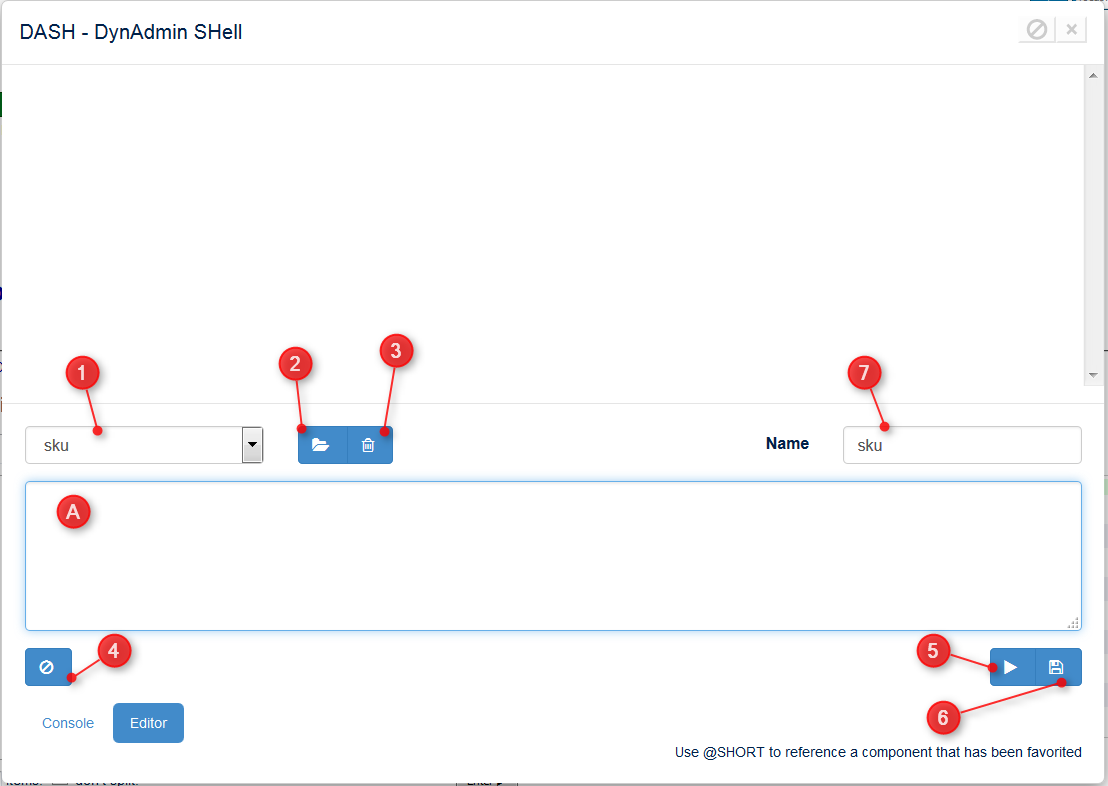 DASH - DynAdmin SHell
1
2
3
7
sku
Name
sku
A
4
5
6
Console
Editor
Use @SHORT to reference a component that has been favorited